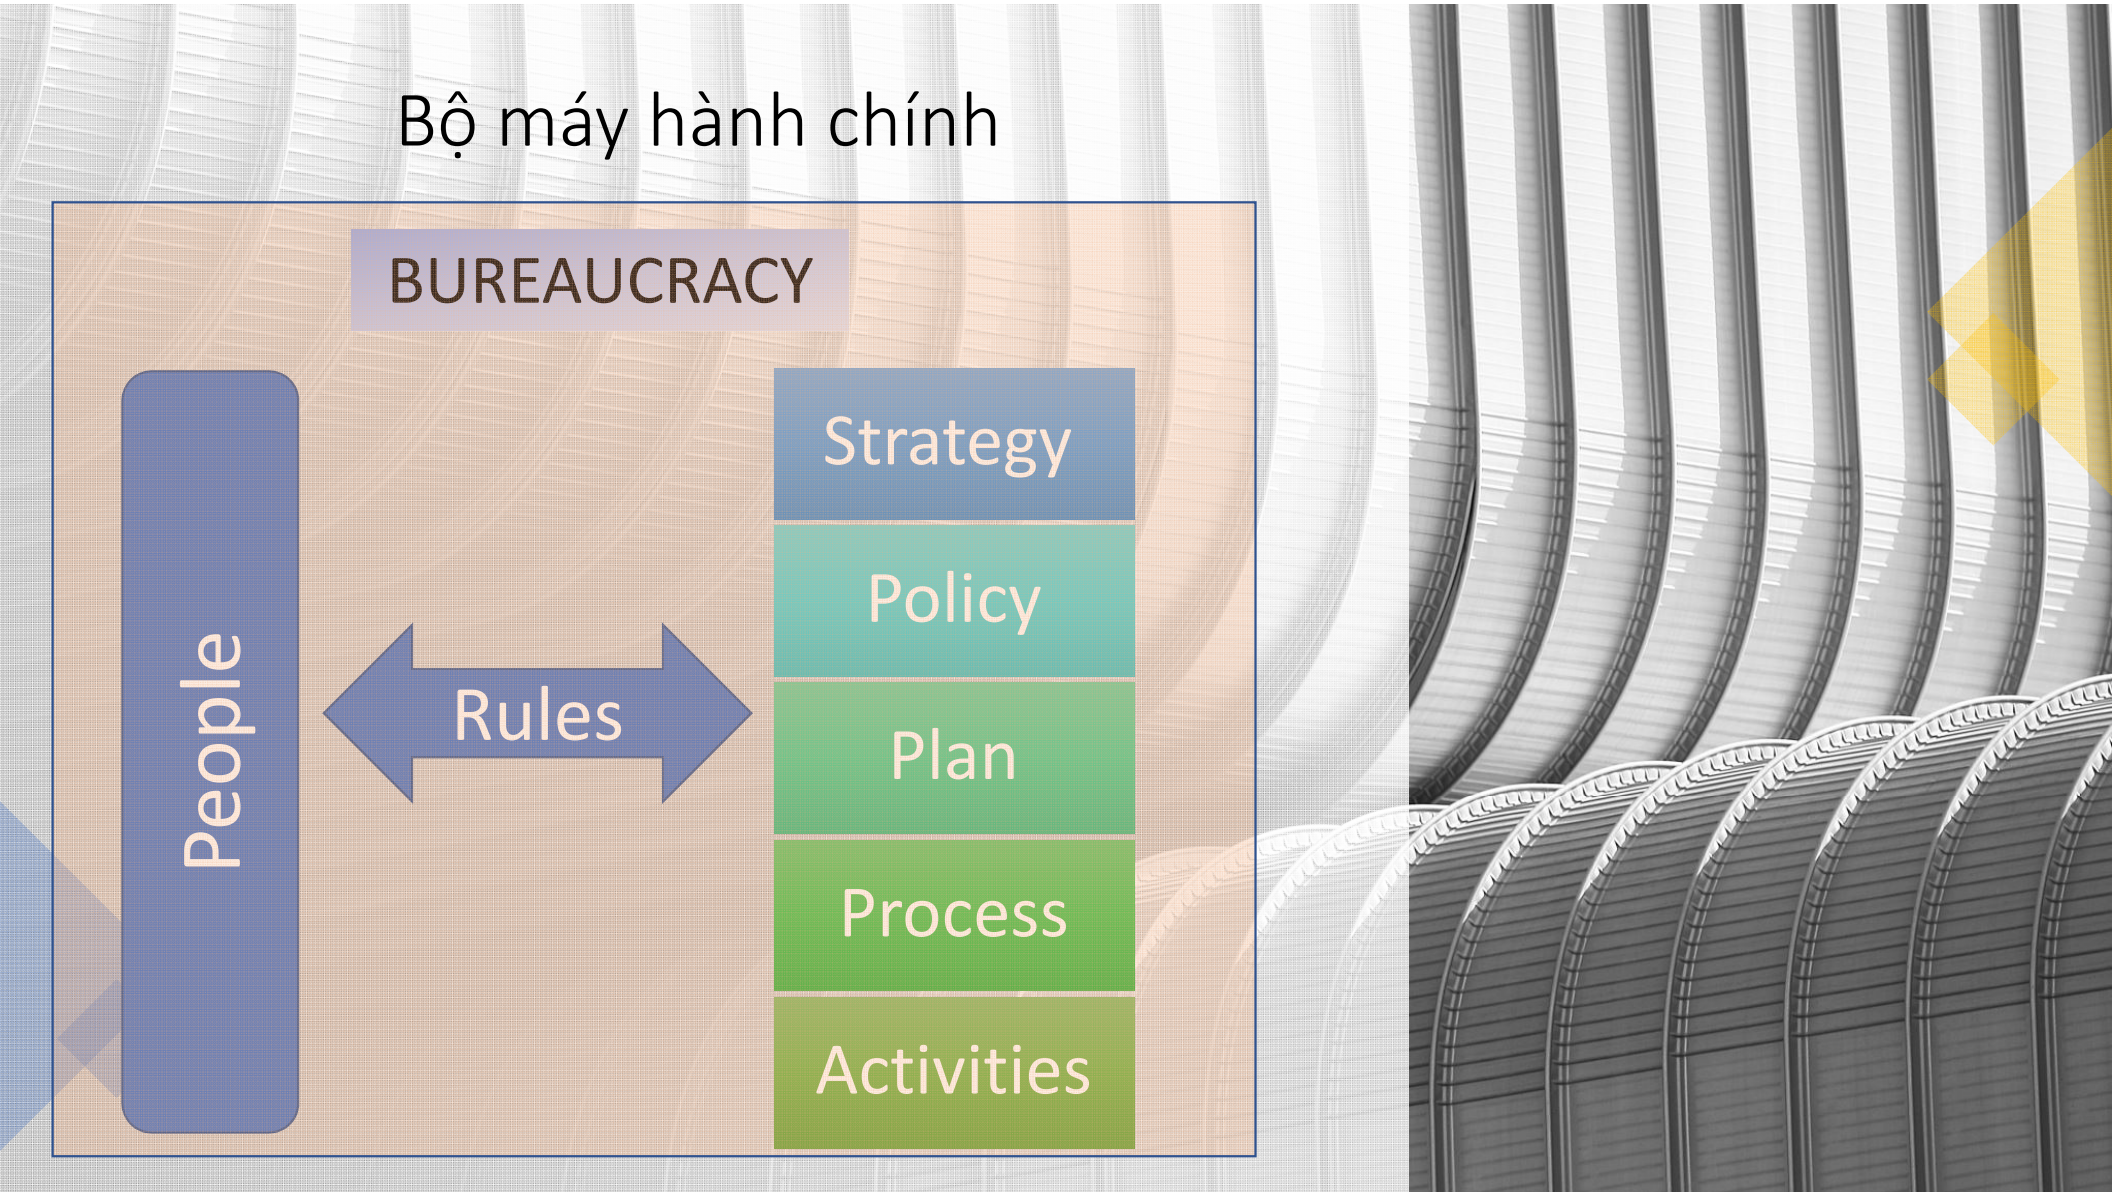 Bộ máy hành chính
BUREAUCRACY
People
Rules
Strategy
Policy
Plan
Process
Activities